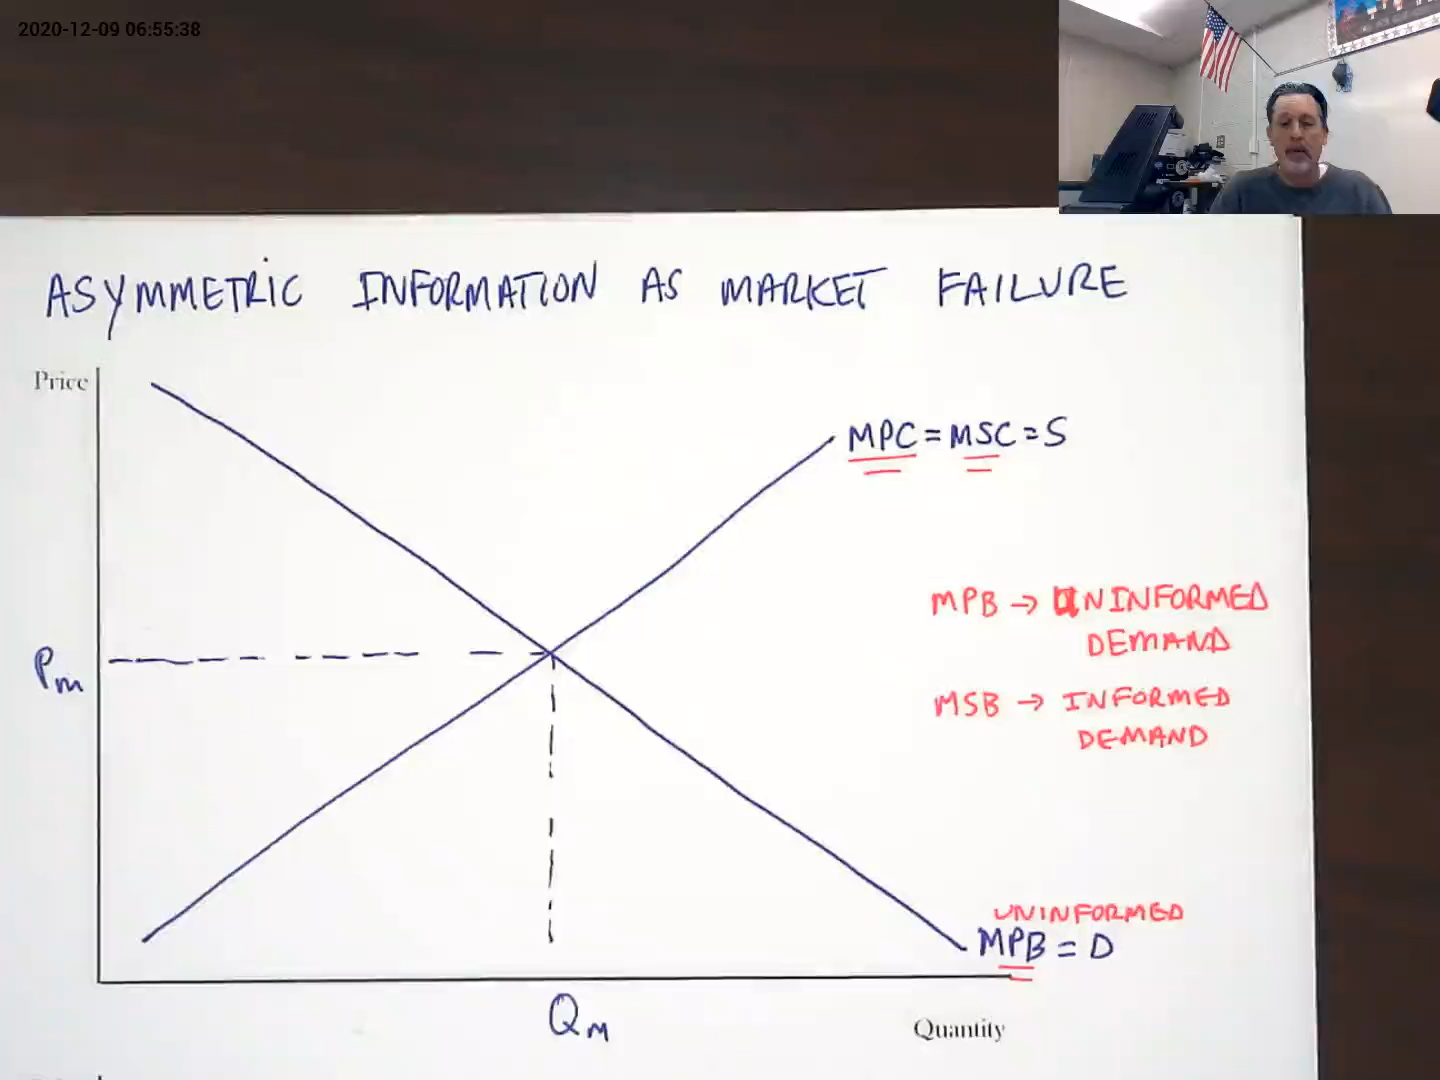 2020-12-09 06:55:38
ASYMMETRIC INFORMATION AS MARKET FAILURE
Price
MPC = MSC = S
MPB → UNINFORMED
DEMAND
MSB → INFORMED
DEMAND
Pm
UNINFORMED
MPB = D
Qm
Quantity